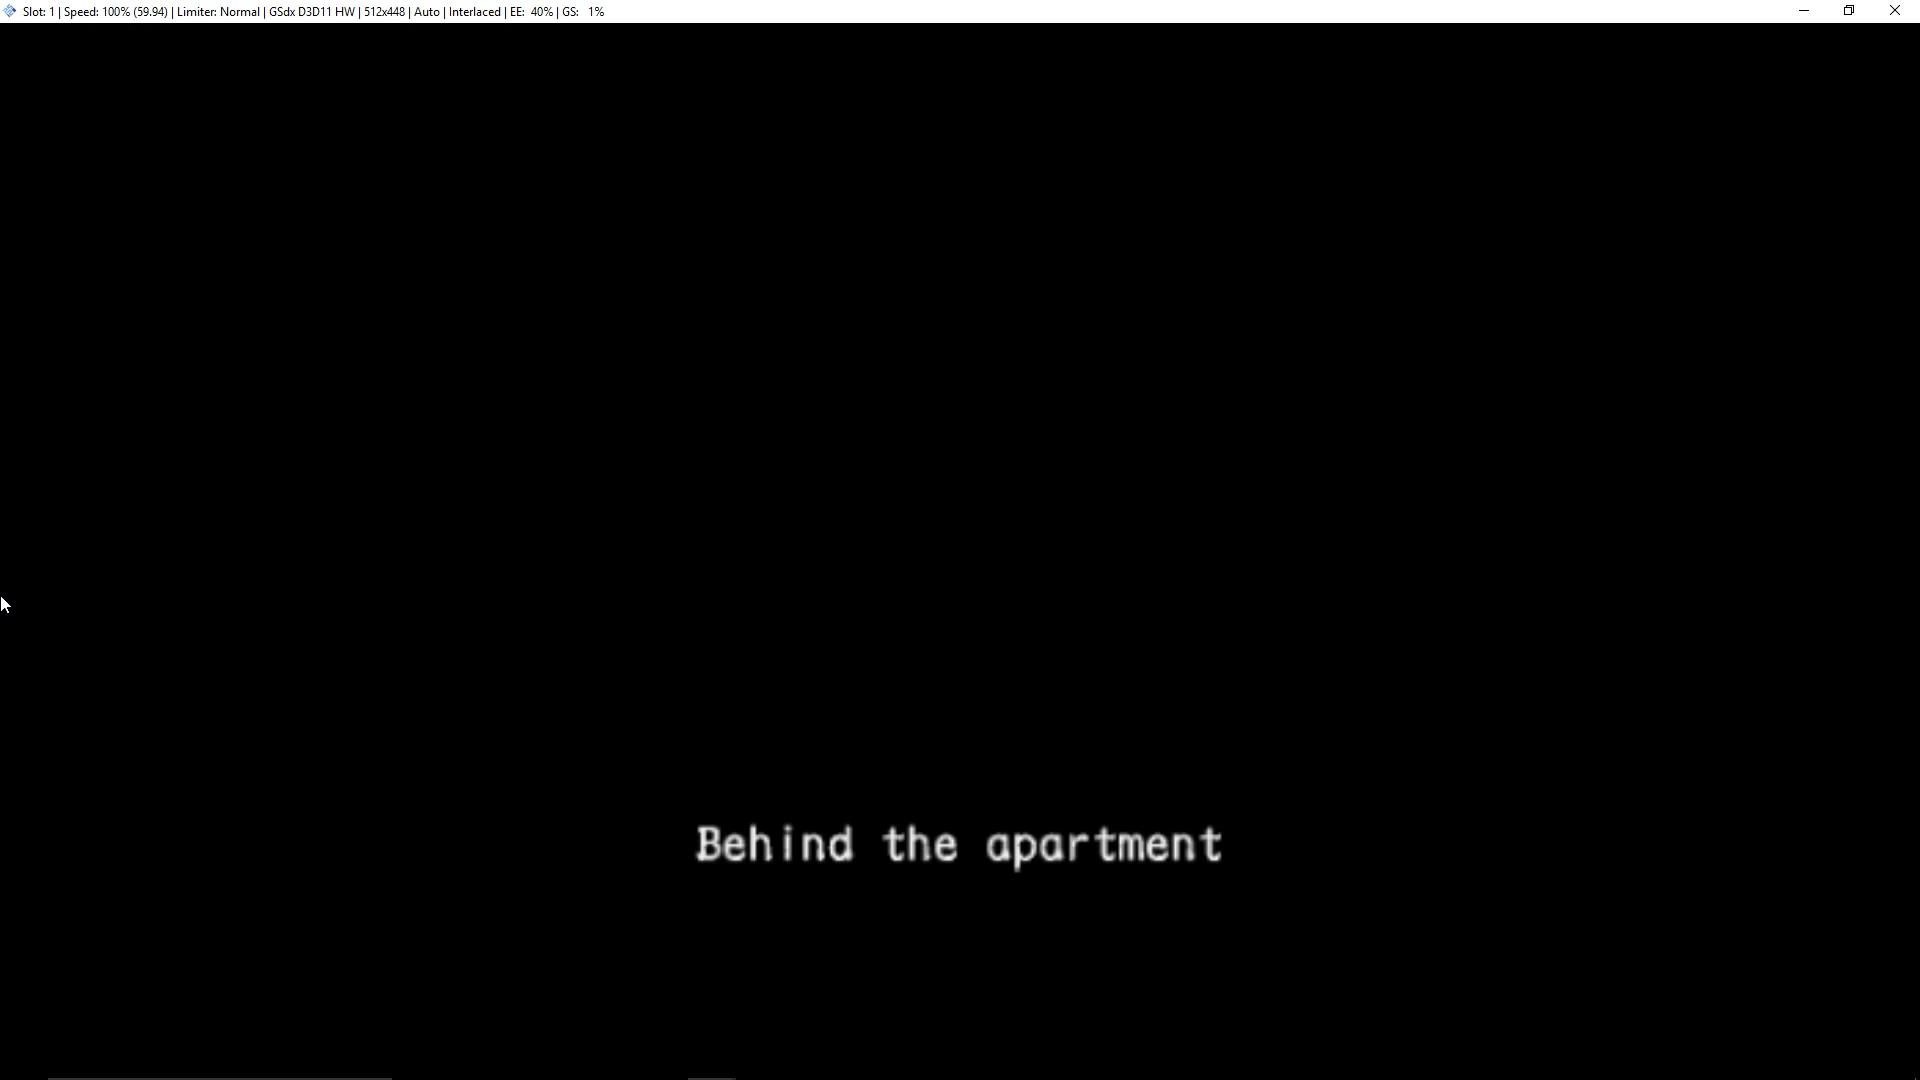 Slot: 1 | Speed: 100% (59.94) | Limiter: Normal | GSdx D3D11 HW | 512x448 | Auto | Interlaced | EE: 40% | GS: 1%
Behind the apartment